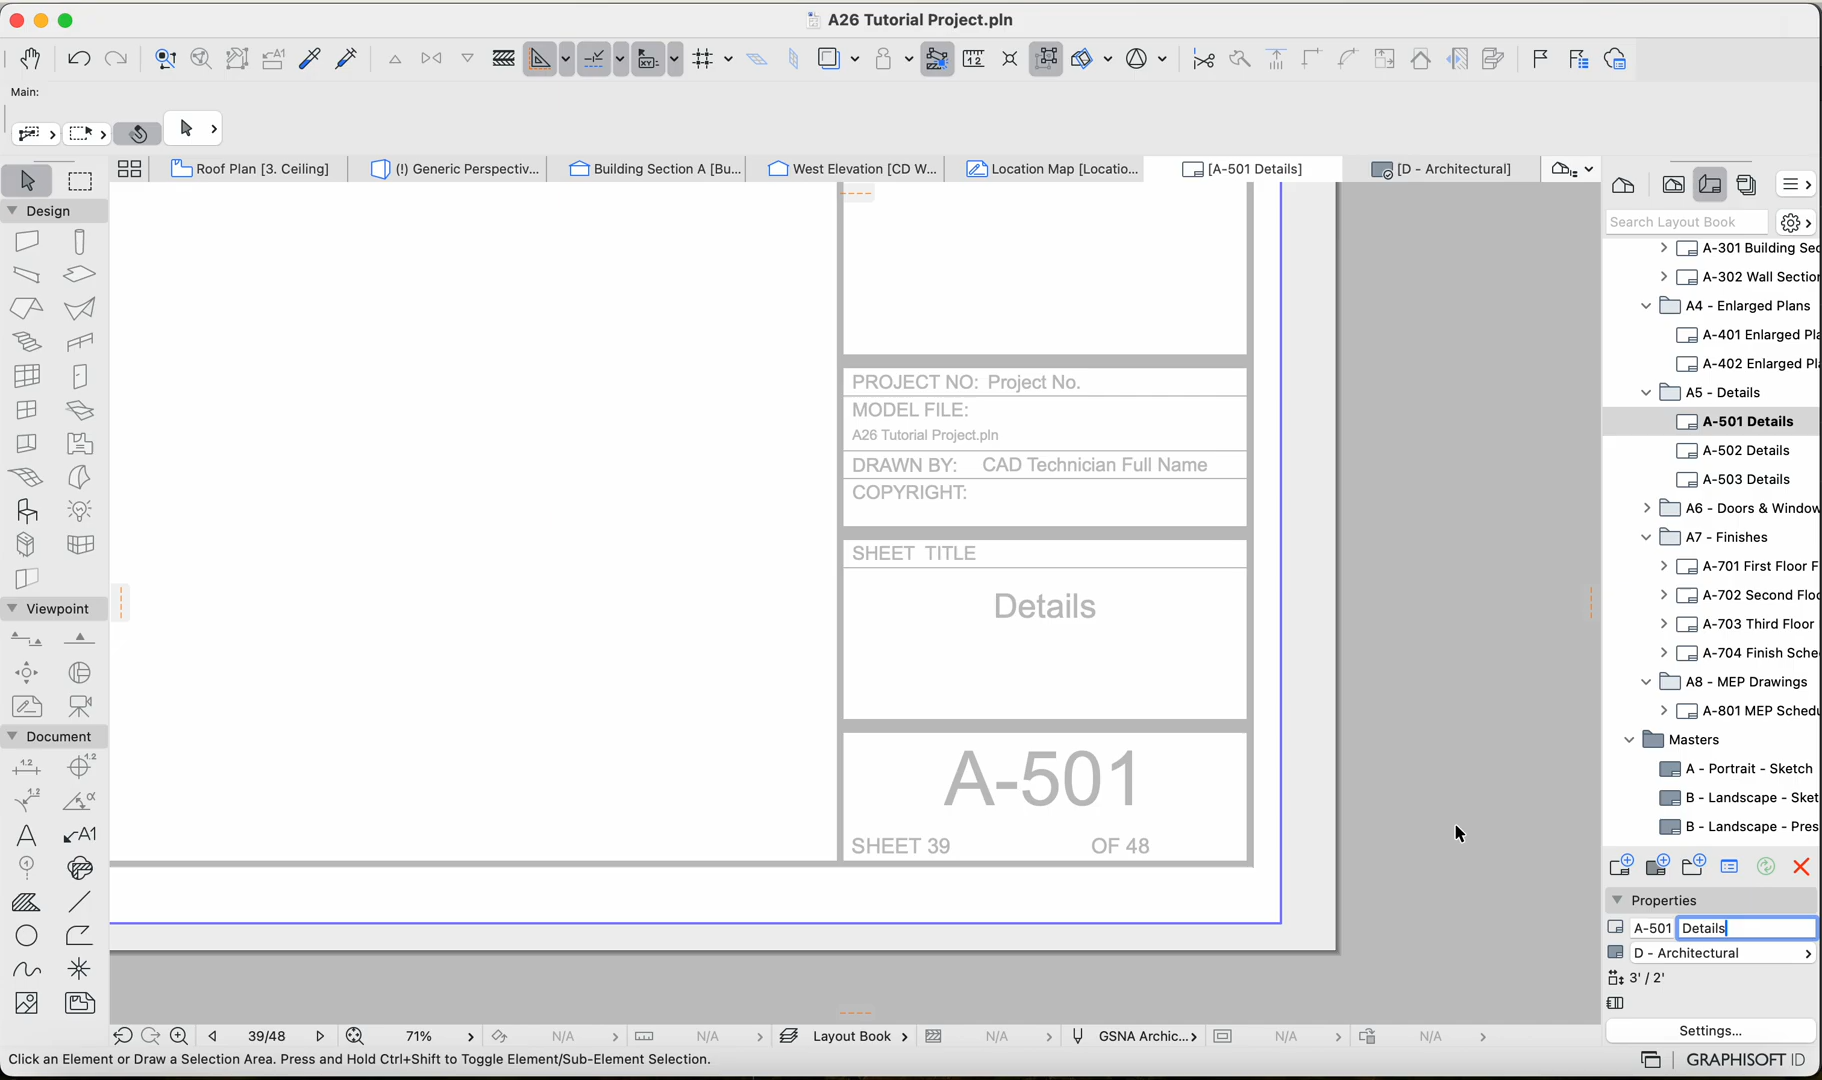 A26 Tutorial Project.pln
Main:
Roof Plan [3. Ceiling]
(!) Generic Perspectiv...
Building Section A [Bu...
West Elevation [CD W...
Location Map [Locatio...
[A-501 Details]
[D - Architectural]
Design
Viewpoint
Document
Search Layout Book
A-301 Building Sec
A-302 Wall Section
A4 - Enlarged Plans
A-401 Enlarged Pla
A-402 Enlarged Pl
A5 - Details
A-501 Details
A-502 Details
A-503 Details
A6 - Doors & Window
A7 - Finishes
A-701 First Floor F
A-702 Second Floo
A-703 Third Floor
A-704 Finish Sche
A8 - MEP Drawings
A-801 MEP Schedu
Masters
A - Portrait - Sketch
B - Landscape - Sket
B - Landscape - Pres
Properties
A-501 Details
D - Architectural
3' / 2'
Settings...
PROJECT NO: Project No.
MODEL FILE:
A26 Tutorial Project.pln
DRAWN BY: CAD Technician Full Name
COPYRIGHT:
SHEET TITLE
Details
A-501
SHEET 39 OF 48
39/48 71% N/A N/A Layout Book N/A GSNA Archic... N/A N/A
Click an Element or Draw a Selection Area. Press and Hold Ctrl+Shift to Toggle Element/Sub-Element Selection.
GRAPHISOFT ID